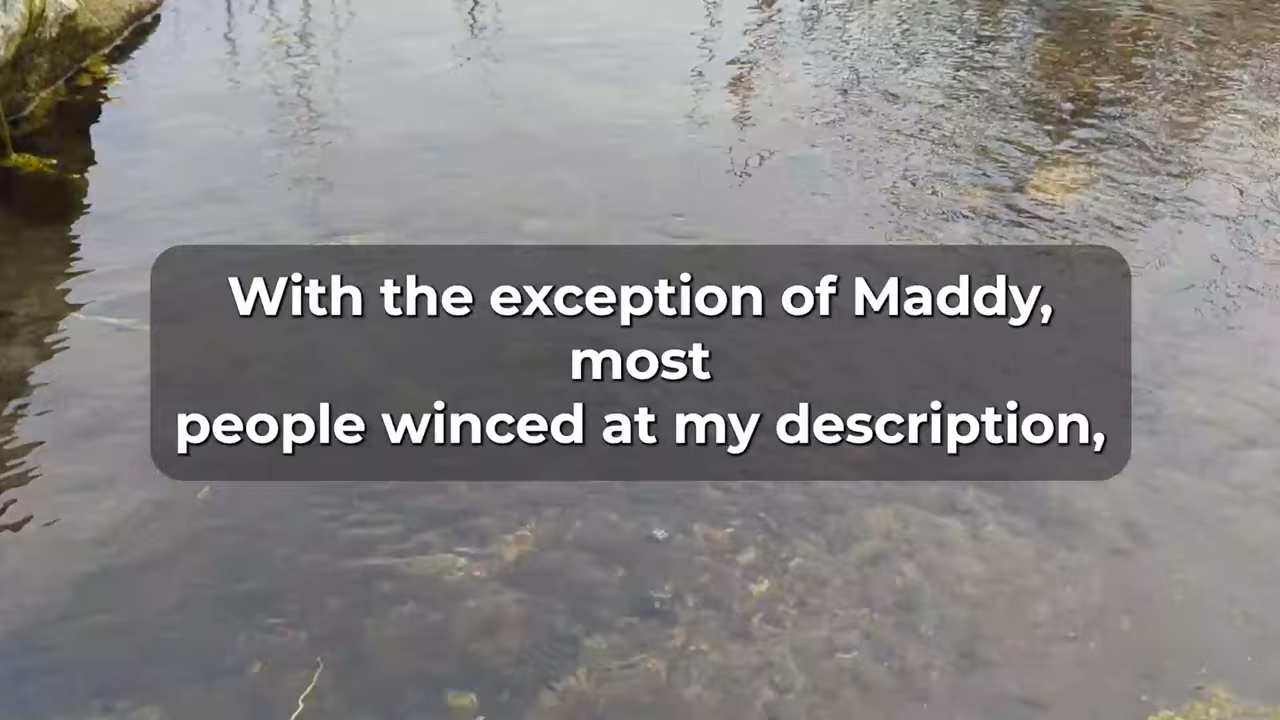 With the exception of Maddy,
most
people winced at my description,